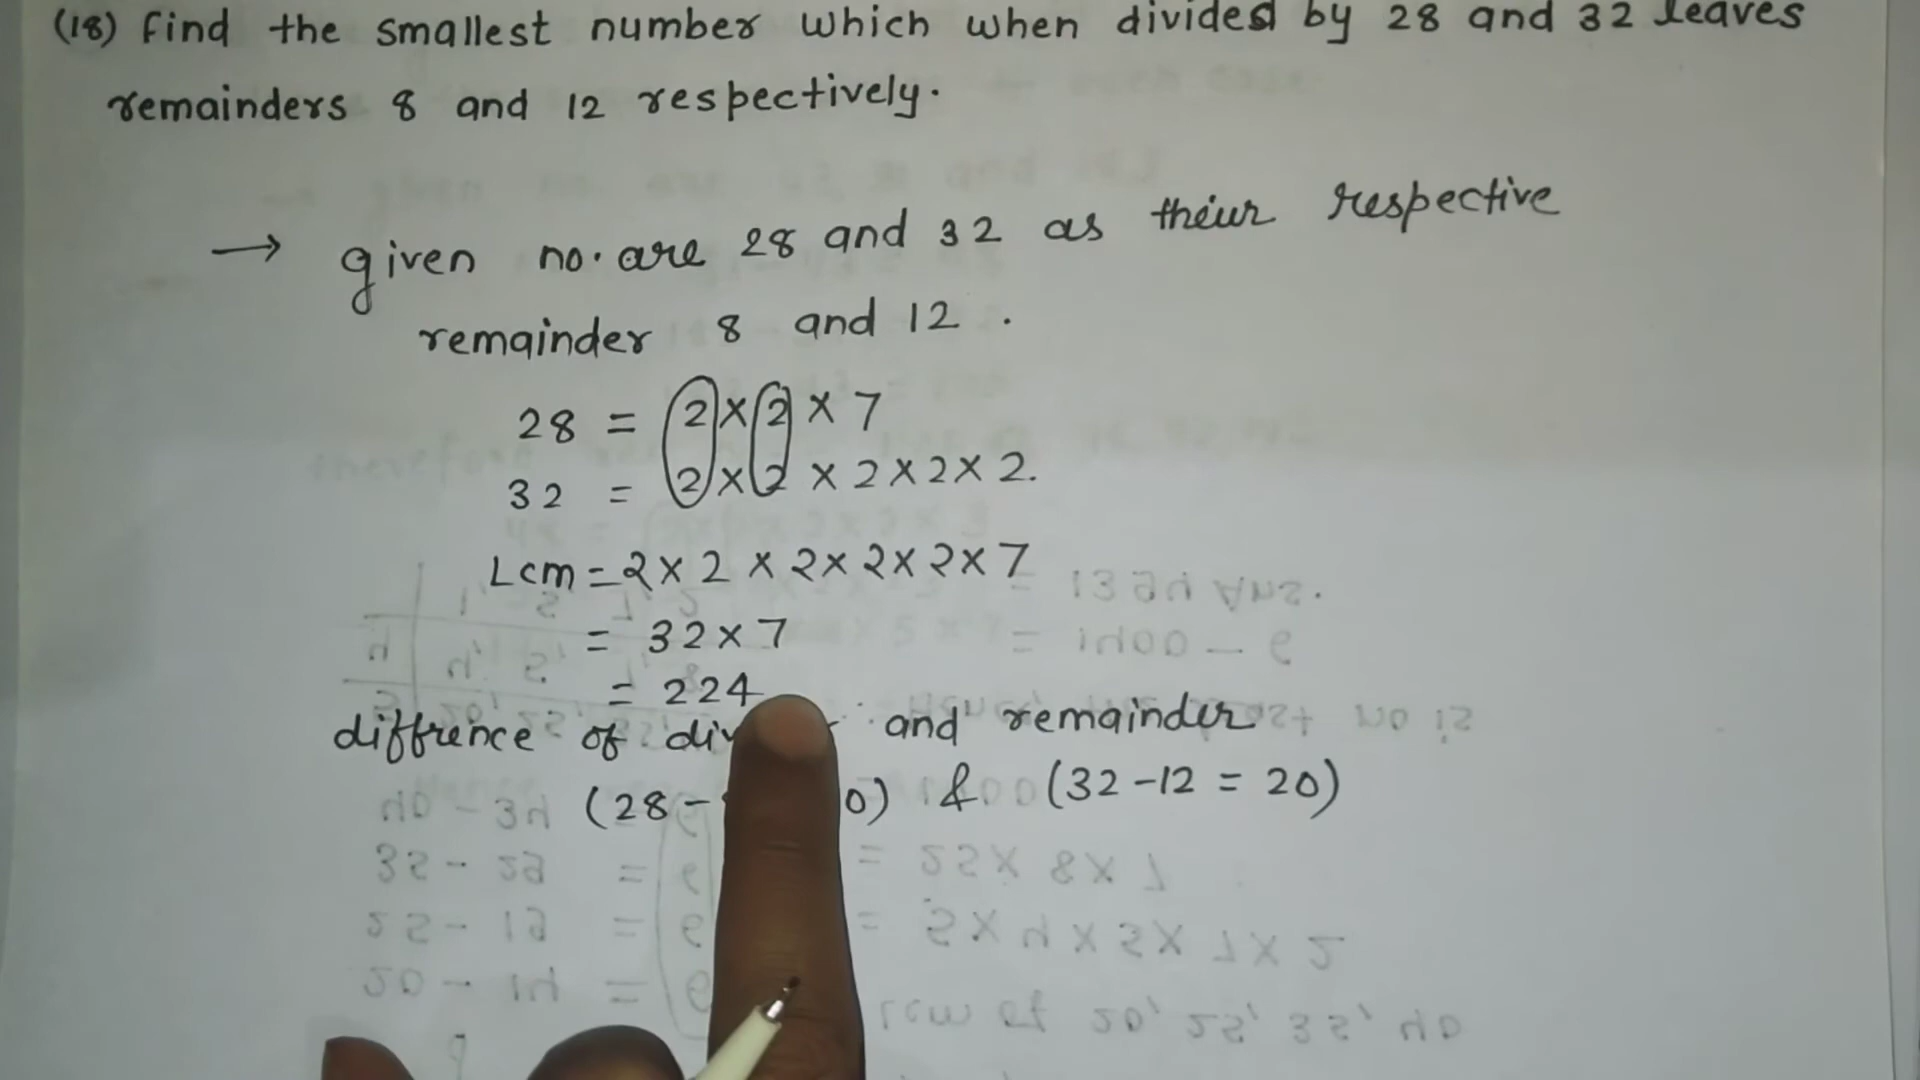 (18) Find the smallest number which when divided by 28 and 32 leaves
remainders 8 and 12 respectively.
→ given no. are 28 and 32 as their respective
remainder 8 and 12 .
28 = 2 × 2 × 7
32 = 2 × 2 × 2 × 2 × 2.
Lcm = 2 × 2 × 2 × 2 × 2 × 7
= 32 × 7
= 224
diffrence of and remainder
(28 - 0) & (32 - 12 = 20)